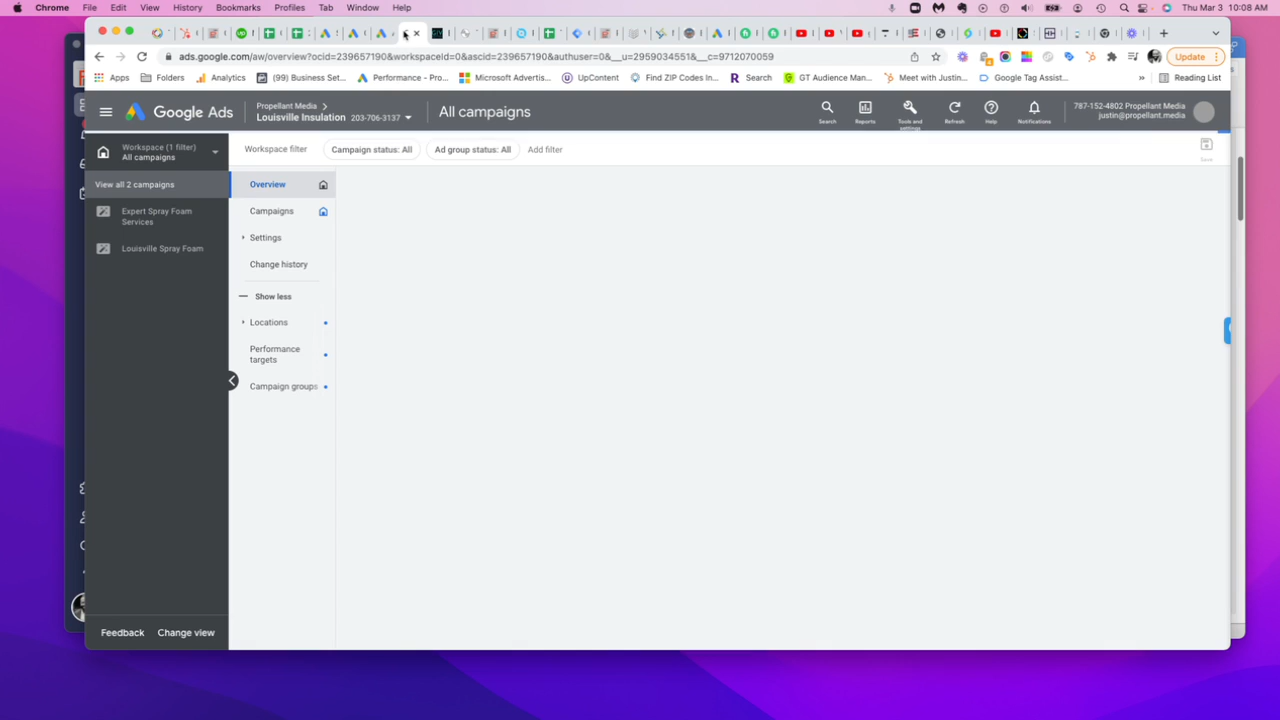 Chrome File Edit View History Bookmarks Profiles Tab Window Help Thu Mar 3 10:08 AM
ads.google.com/aw/overview?ocid=239657190&workspaceId=0&ascid=239657190&authuser=0&__u=2959034551&__c=9712070059 Update
Apps Folders Analytics (99) Business Set... Performance - Pro... Microsoft Advertis... UpContent Find ZIP Codes In... Search GT Audience Man... Meet with Justin... Google Tag Assist... » Reading List
Google Ads
Propellant Media
Louisville Insulation 203-706-3137
All campaigns
Search Reports Tools and settings Refresh Help Notifications
787-152-4802 Propellant Media
justin@propellant.media
Workspace (1 filter)
All campaigns
Workspace filter Campaign status: All Ad group status: All Add filter Save
View all 2 campaigns
Expert Spray Foam
Services
Louisville Spray Foam
Overview
Campaigns
Settings
Change history
Show less
Locations
Performance
targets
Campaign groups
Feedback Change view